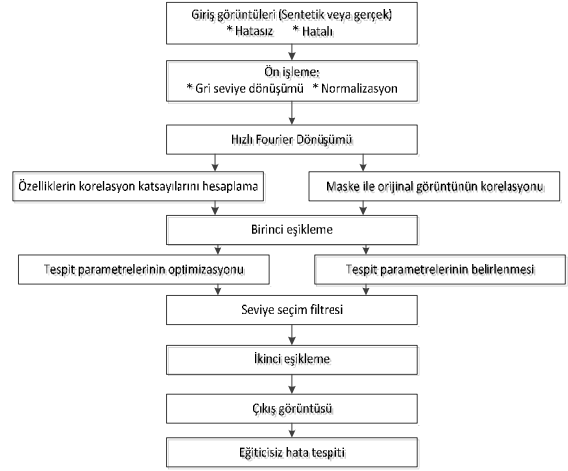 Giriş görüntüleri (Sentetik veya gerçek)
* Hatasız * Hatalı
Ön işleme:
* Gri seviye dönüşümü * Normalizasyon
Hızlı Fourier Dönüşümü
Özelliklerin korelasyon katsayılarını hesaplama
Maske ile orijinal görüntünün korelasyonu
Birinci eşikleme
Tespit parametrelerinin optimizasyonu
Tespit parametrelerinin belirlenmesi
Seviye seçim filtresi
İkinci eşikleme
Çıkış görüntüsü
Eğiticisiz hata tespiti